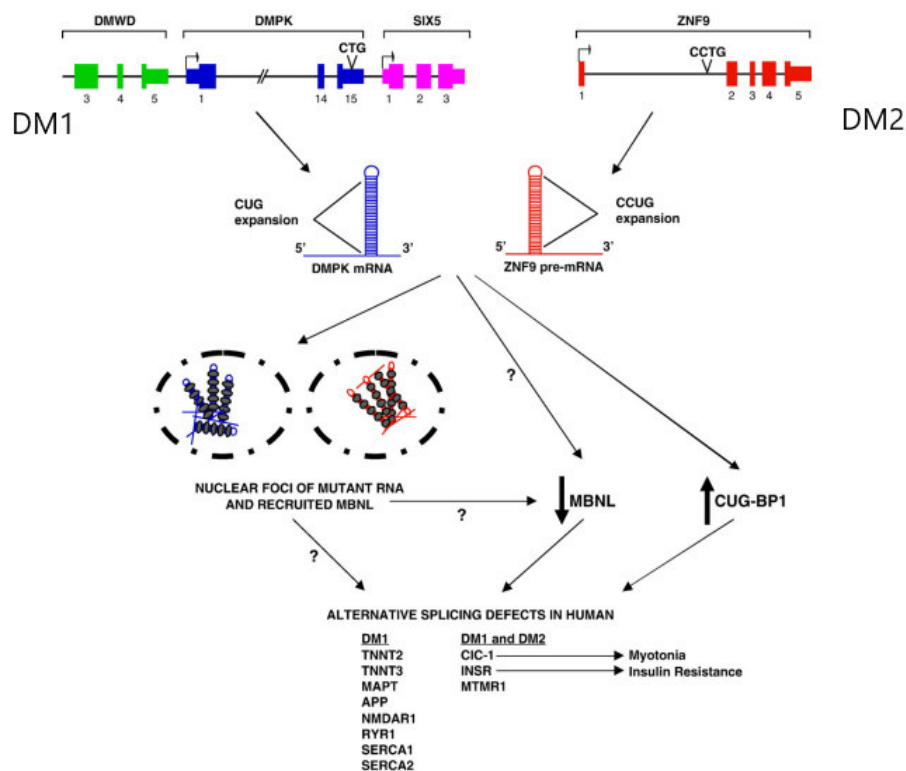 DMWD DMPK SIX5 ZNF9
CTG CCTG
3 4 5 1 14 15 1 2 3 1 2 3 4 5
DM1 DM2
CUG
expansion
CCUG
expansion
5’ 3’ 5’ 3’
DMPK mRNA ZNF9 pre-mRNA
?
NUCLEAR FOCI OF MUTANT RNA
AND RECRUITED MBNL
?
MBNL CUG-BP1
?
ALTERNATIVE SPLICING DEFECTS IN HUMAN
DM1 DM1 and DM2
TNNT2 CIC-1 Myotonia
TNNT3 INSR Insulin Resistance
MAPT MTMR1
APP
NMDAR1
RYR1
SERCA1
SERCA2